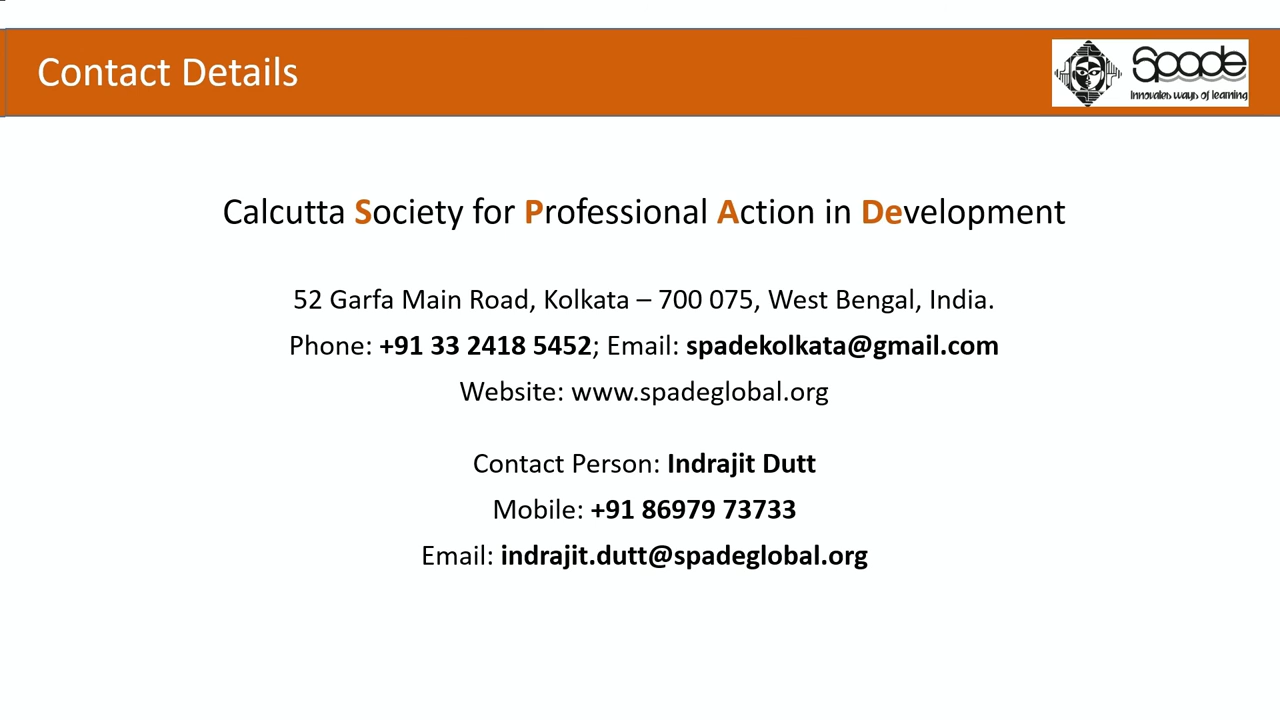 Contact Details
Spade
innovates ways of learning
Calcutta Society for Professional Action in Development
52 Garfa Main Road, Kolkata – 700 075, West Bengal, India.
Phone: +91 33 2418 5452; Email: spadekolkata@gmail.com
Website: www.spadeglobal.org
Contact Person: Indrajit Dutt
Mobile: +91 86979 73733
Email: indrajit.dutt@spadeglobal.org